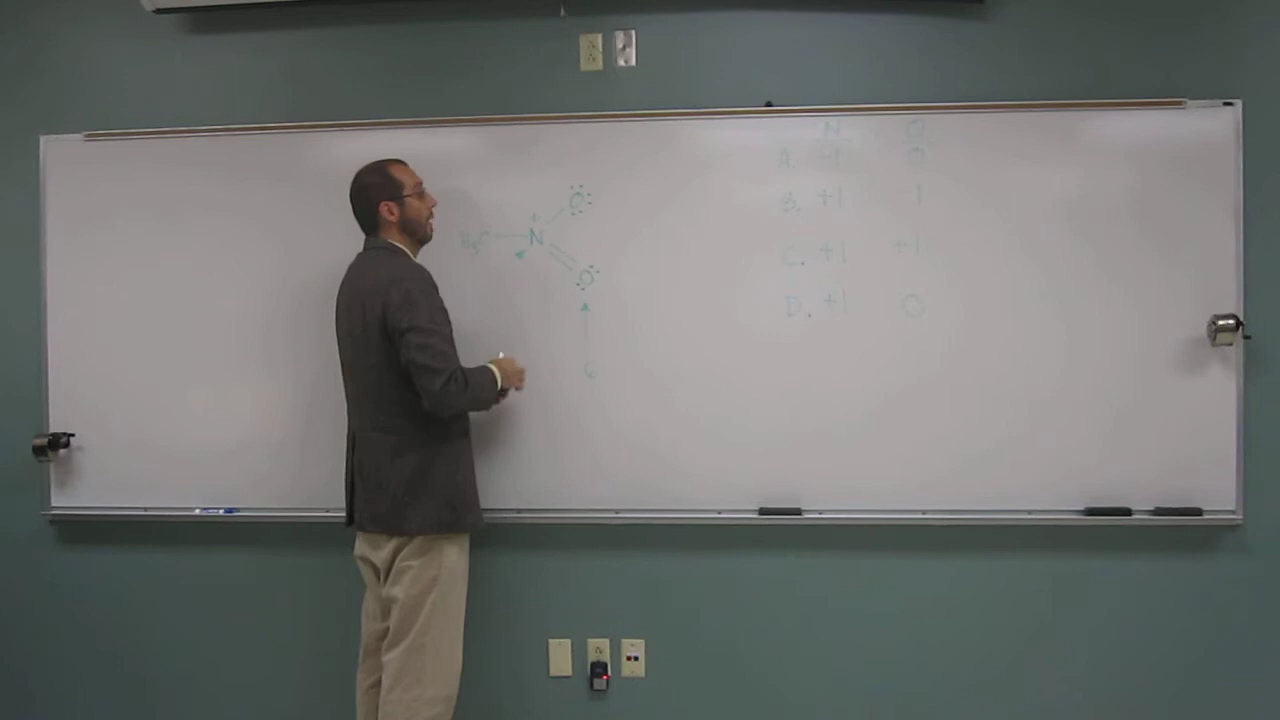 N O
A. -1
B. +1 -1
C. +1 +1
D. +1 0
+
O
H₃C N
O